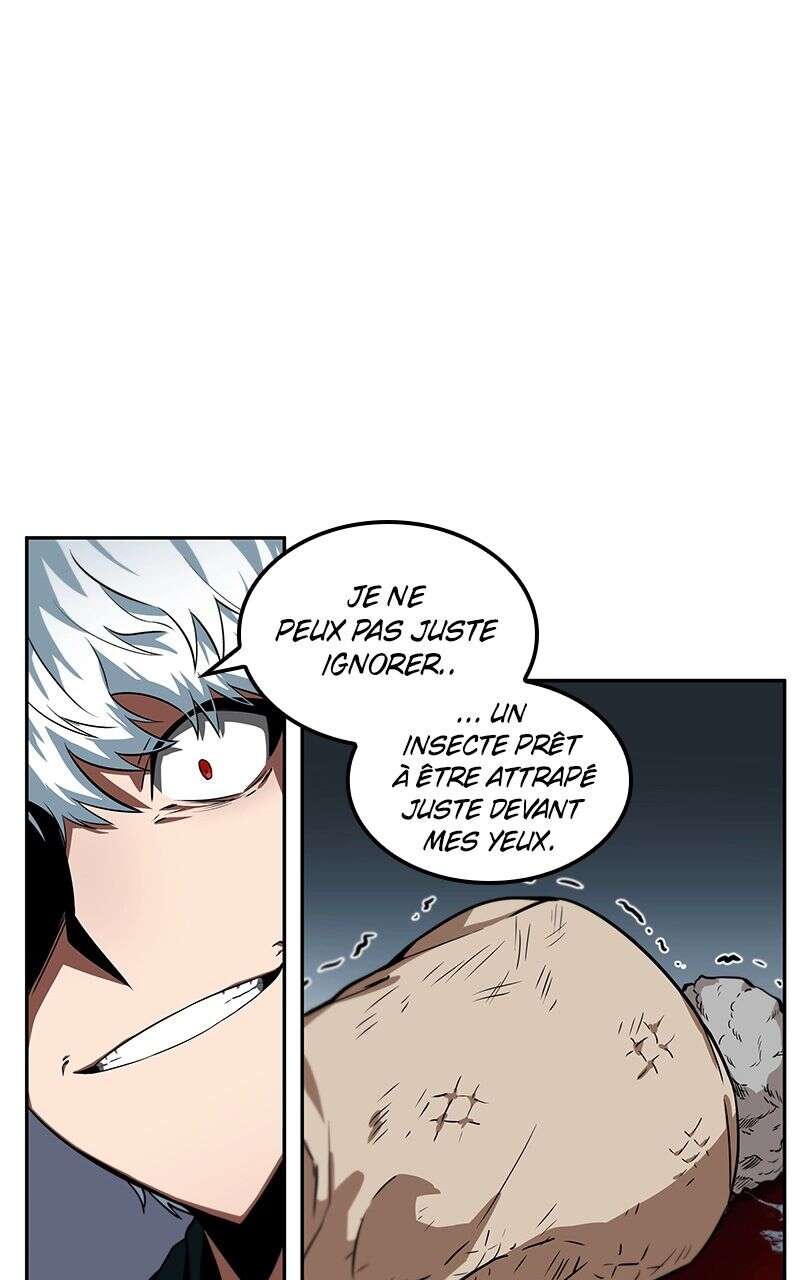 JE NE
PEUX PAS JUSTE
IGNORER..
... UN
INSECTE PRÊT
À ÊTRE ATTRAPÉ
JUSTE DEVANT
MES YEUX.